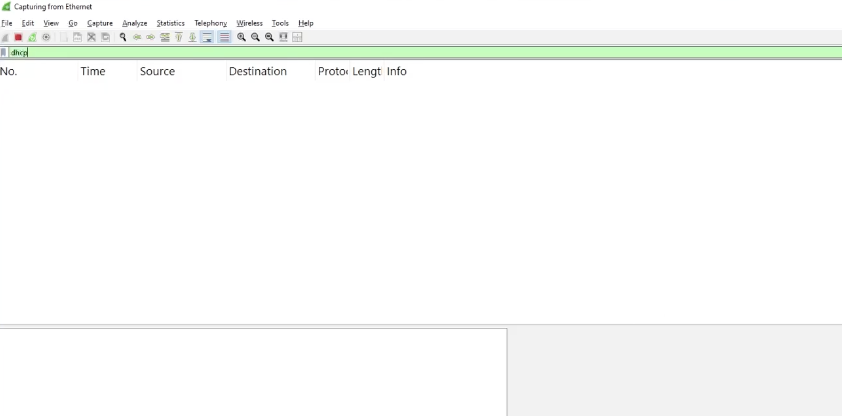 Capturing from Ethernet
File Edit View Go Capture Analyze Statistics Telephony Wireless Tools Help
dhcp
No. Time Source Destination Protoc Lengtl Info